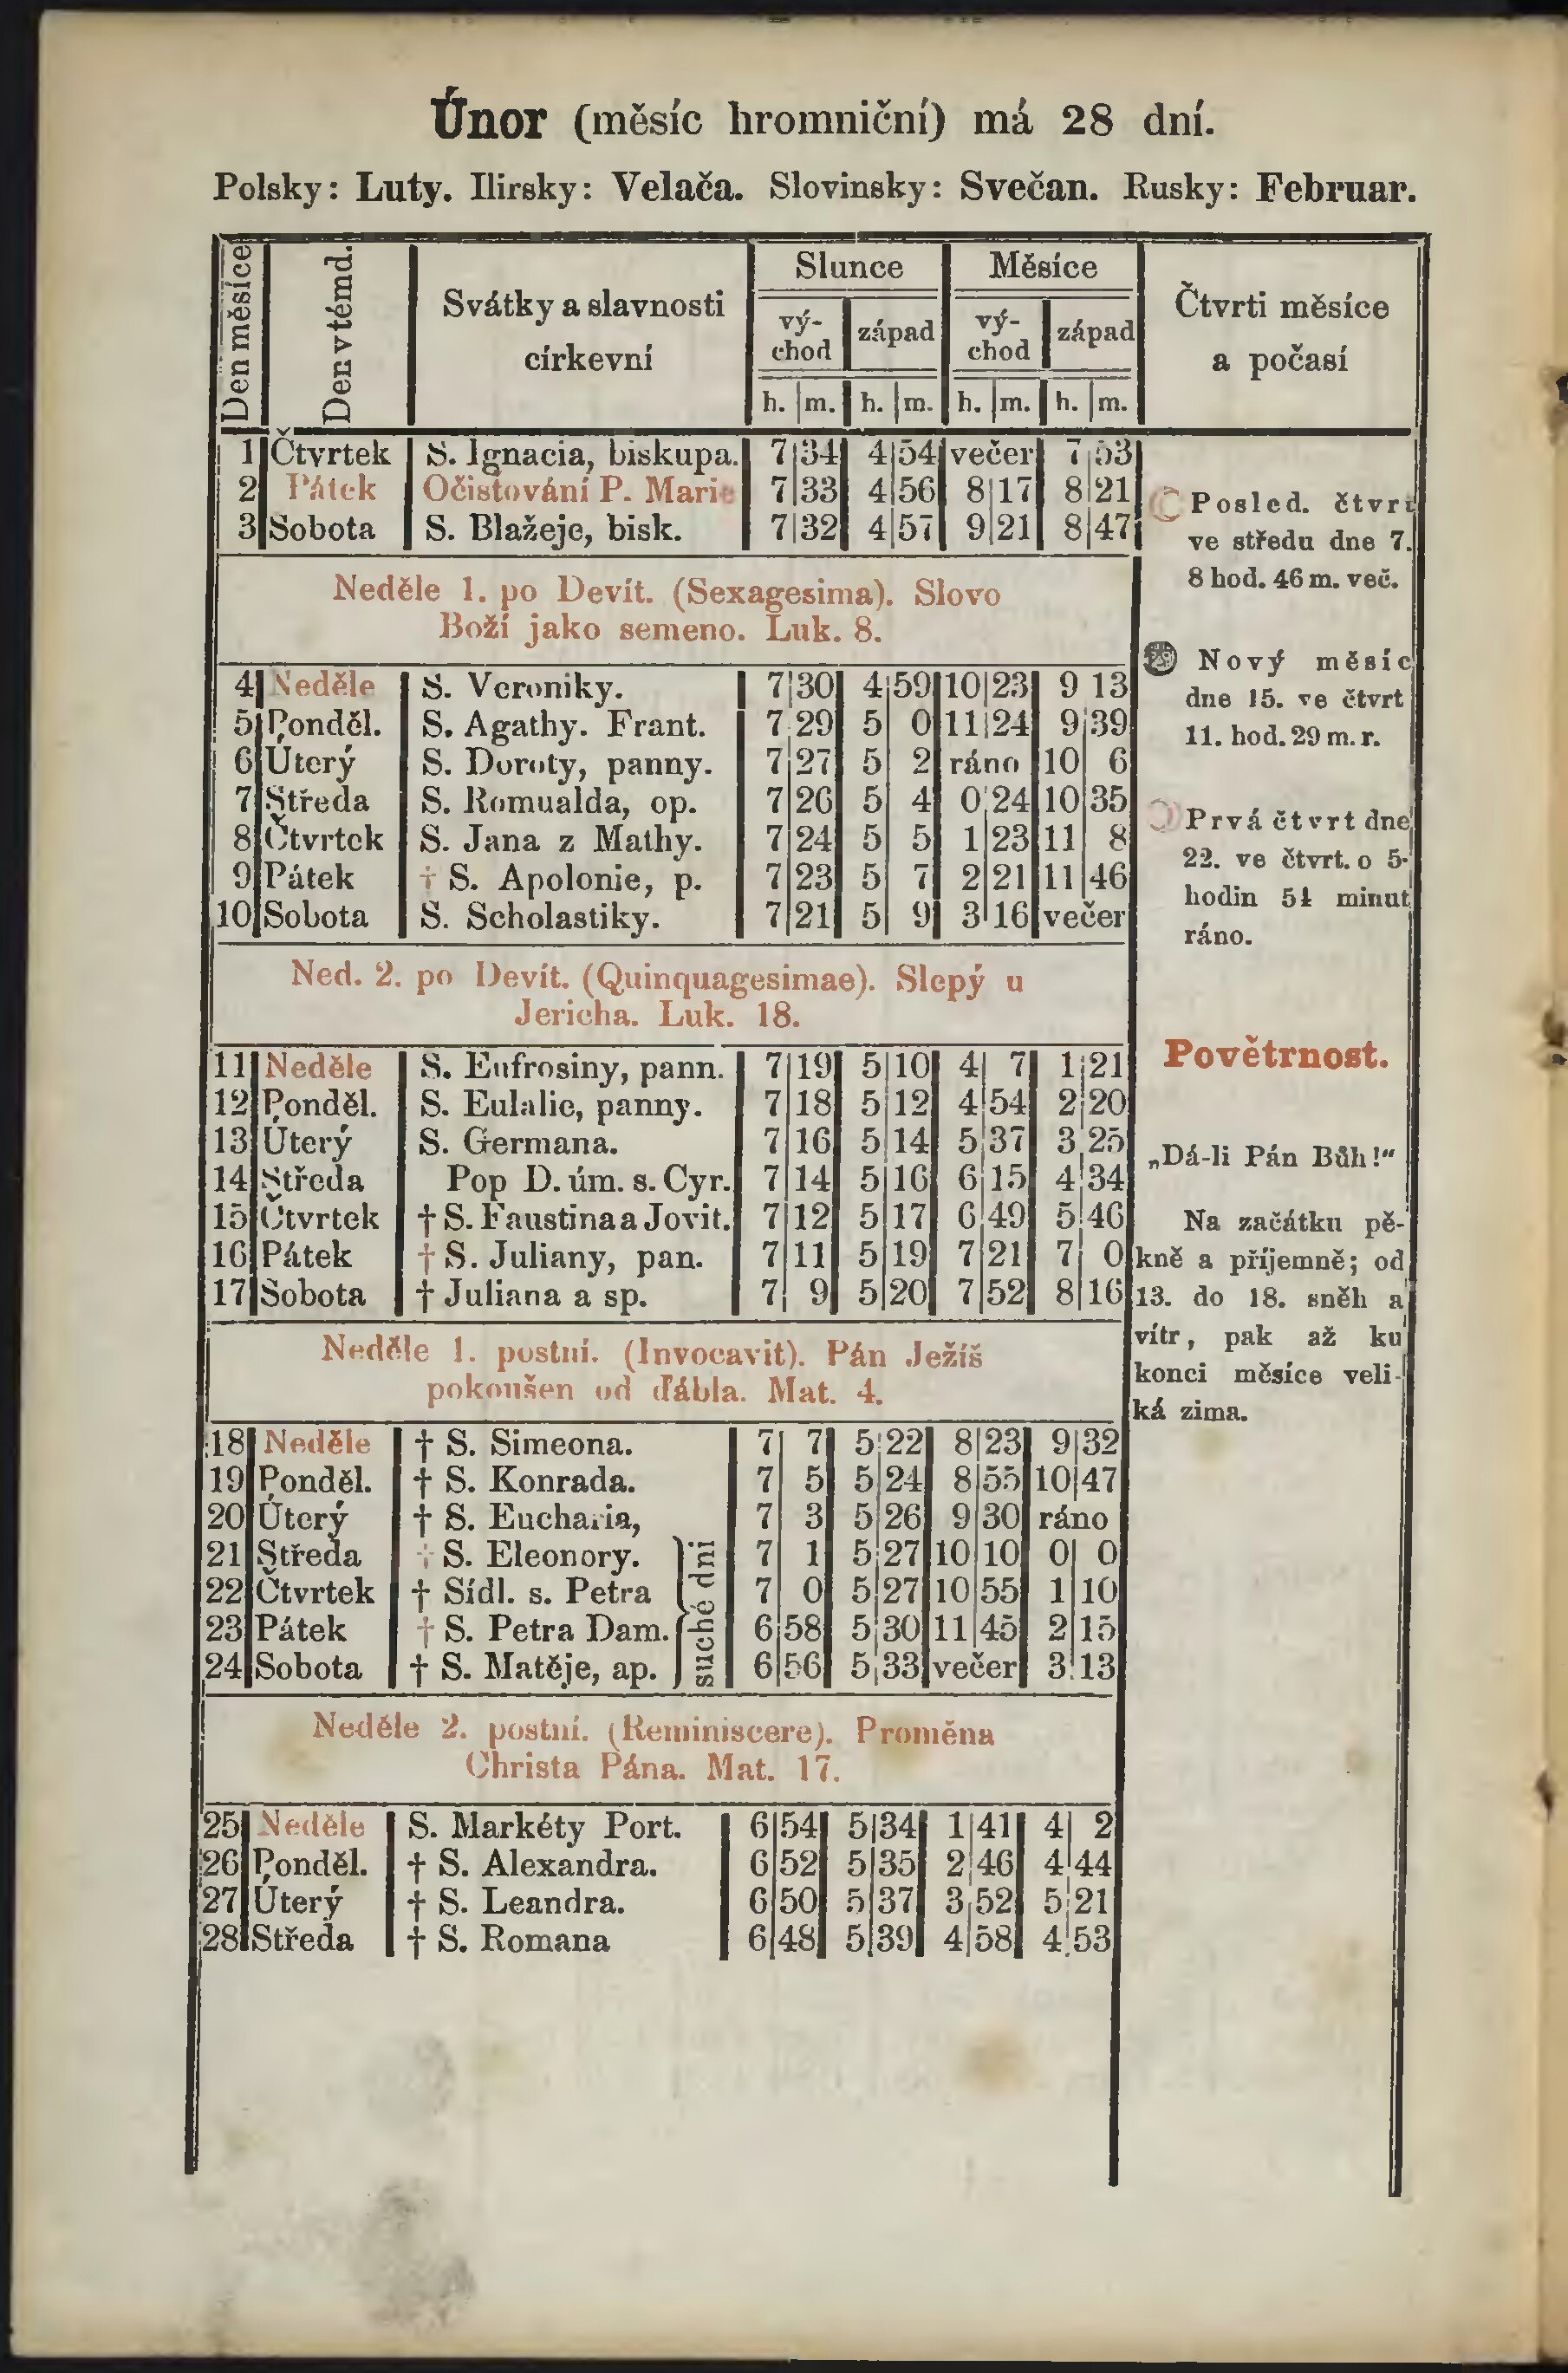 Únor (měsíc hromniční) má 28 dní.
Polsky: Luty. Ilirsky: Velača. Slovinsky: Svečan. Rusky: Februar.
Den měsíce
Den v témd.
Svátky a slavnosti
církevní
Slunce
Měsíce
vý-
chod
západ
vý-
chod
západ
h. m. h. m. h. m. h. m.
Čtvrti měsíce
a počasí
1 Čtvrtek S. Ignacia, biskupa. 7 34 4 54 večer 7 53
2 Pátek Očistování P. Marie 7 33 4 56 8 17 8 21
3 Sobota S. Blažeje, bisk. 7 32 4 57 9 21 8 47
Neděle 1. po Devít. (Sexagesima). Slovo
Boží jako semeno. Luk. 8.
4 Neděle S. Veroniky. 7 30 4 59 10 23 9 13
5 Ponděl. S. Agathy. Frant. 7 29 5 0 11 24 9 39
6 Úterý S. Doroty, panny. 7 27 5 2 ráno 10 6
7 Středa S. Romualda, op. 7 26 5 4 0 24 10 35
8 Čtvrtek S. Jana z Mathy. 7 24 5 5 1 23 11 8
9 Pátek † S. Apolonie, p. 7 23 5 7 2 21 11 46
10 Sobota S. Scholastiky. 7 21 5 9 3 16 večer
Ned. 2. po Devít. (Quinquagesimae). Slepý u
Jericha. Luk. 18.
11 Neděle S. Eufrosiny, pann. 7 19 5 10 4 7 1 21
12 Ponděl. S. Eulalie, panny. 7 18 5 12 4 54 2 20
13 Úterý S. Germana. 7 16 5 14 5 37 3 25
14 Středa Pop D. úm. s. Cyr. 7 14 5 16 6 15 4 34
15 Čtvrtek † S. Faustina a Jovit. 7 12 5 17 6 49 5 46
16 Pátek † S. Juliany, pan. 7 11 5 19 7 21 7 0
17 Sobota † Juliana a sp. 7 9 5 20 7 52 8 16
Neděle 1. postní. (Invocavit). Pán Ježíš
pokoušen od ďábla. Mat. 4.
18 Neděle † S. Simeona. 7 7 5 22 8 23 9 32
19 Ponděl. † S. Konrada. 7 5 5 24 8 55 10 47
20 Úterý † S. Eucharia, 7 3 5 26 9 30 ráno
21 Středa † S. Eleonory. 7 1 5 27 10 10 0 0
22 Čtvrtek † Sídl. s. Petra 7 0 5 27 10 55 1 10
23 Pátek † S. Petra Dam. 6 58 5 30 11 45 2 15
24 Sobota † S. Matěje, ap. 6 56 5 33 večer 3 13
suché dni
Neděle 2. postní. (Reminiscere). Proměna
Christa Pána. Mat. 17.
25 Neděle S. Markéty Port. 6 54 5 34 1 41 4 2
26 Ponděl. † S. Alexandra. 6 52 5 35 2 46 4 44
27 Úterý † S. Leandra. 6 50 5 37 3 52 5 21
28 Středa † S. Romana 6 48 5 39 4 58 4 53
Posled. čtvrt
ve středu dne 7.
8 hod. 46 m. več.
Nový měsíc
dne 15. ve čtvrt
11. hod. 29 m. r.
Prvá čtvrt dne
22. ve čtvrt. o 5-
hodin minut
ráno.
Povětrnost.
„Dá-li Pán Bůh!“
Na začátku pě-
kně a příjemně; od
13. do 18. sněh a
vítr, pak až ku
konci měsíce veli-
ká zima.